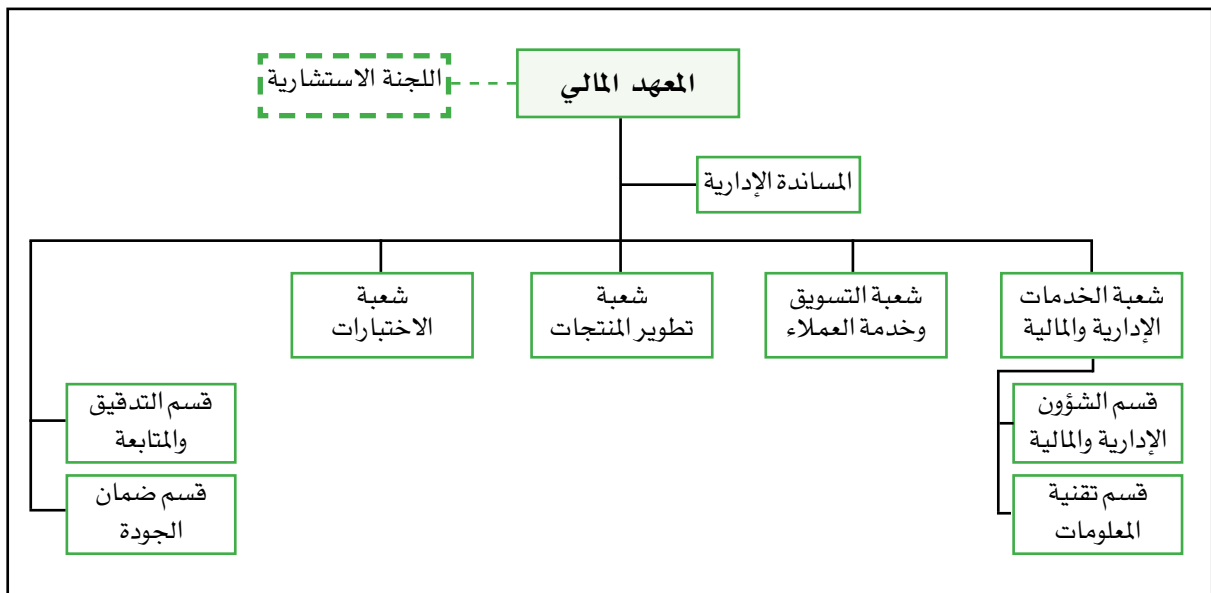 المعهد المالي
اللجنة الاستشارية
المساندة الإدارية
شعبة الخدمات
الإدارية والمالية
شعبة التسويق
وخدمة العملاء
شعبة
تطوير المنتجات
شعبة
الاختبارات
قسم الشؤون
الإدارية والمالية
قسم تقنية
المعلومات
قسم التدقيق
والمتابعة
قسم ضمان
الجودة